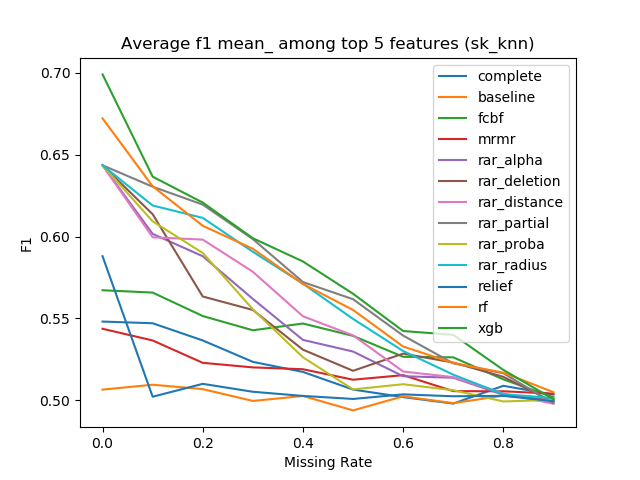 Average f1 mean_ among top 5 features (sk_knn)
complete
baseline
fcbf
mrmr
rar_alpha
rar_deletion
rar_distance
rar_partial
rar_proba
rar_radius
relief
rf
xgb
F1
0.70
0.65
0.60
0.55
0.50
0.0 0.2 0.4 0.6 0.8
Missing Rate